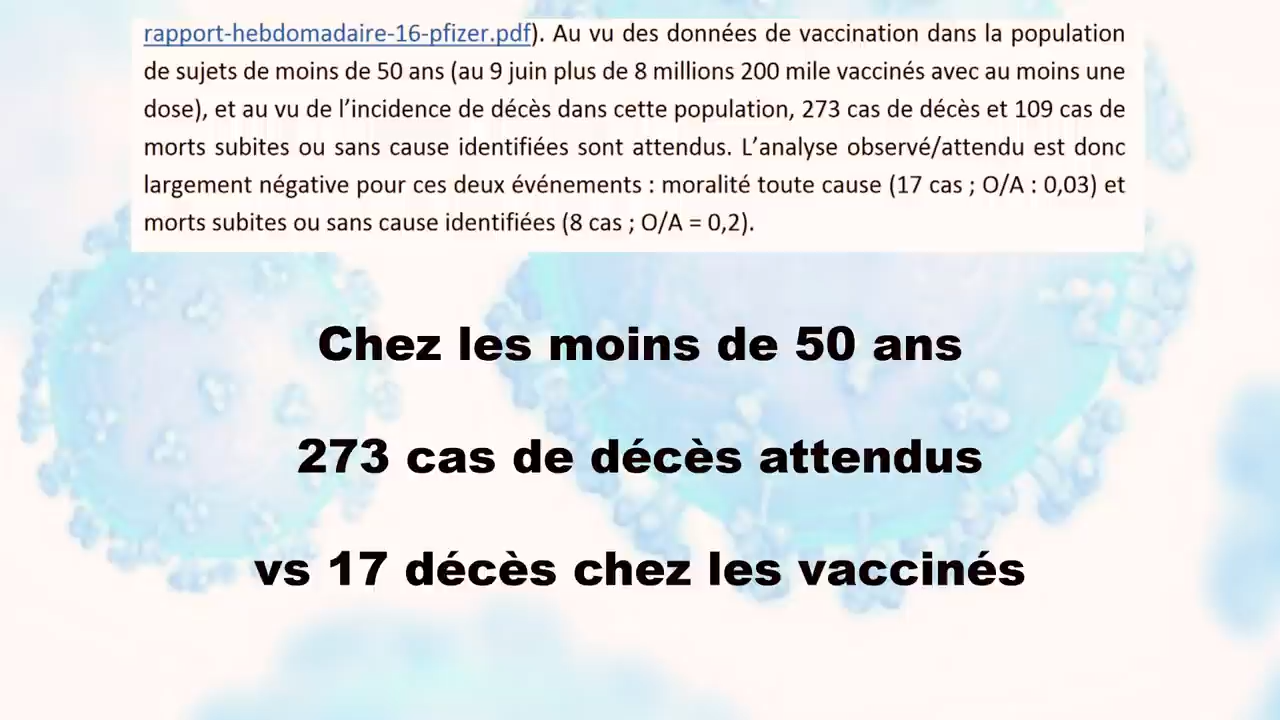 rapport-hebdomadaire-16-pfizer.pdf). Au vu des données de vaccination dans la population
de sujets de moins de 50 ans (au 9 juin plus de 8 millions 200 mile vaccinés avec au moins une
dose), et au vu de l’incidence de décès dans cette population, 273 cas de décès et 109 cas de
morts subites ou sans cause identifiées sont attendus. L’analyse observé/attendu est donc
largement négative pour ces deux événements : moralité toute cause (17 cas ; O/A : 0,03) et
morts subites ou sans cause identifiées (8 cas ; O/A = 0,2).
Chez les moins de 50 ans
273 cas de décès attendus
vs 17 décès chez les vaccinés